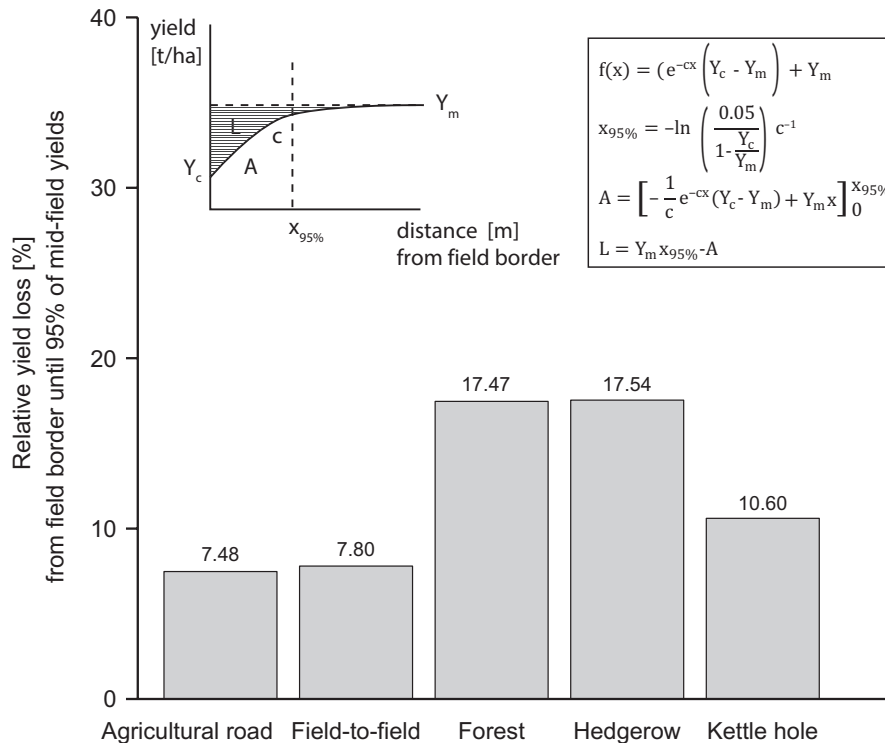 Relative yield loss [%]
from field border until 95% of mid-field yields
40
30
20
10
0
yield
[t/ha]
Y_m
L
c
A
Y_c
x_95%
distance [m]
from field border
f(x) = (e^–cx (Y_c - Y_m) + Y_m
x_95% = –ln (0.05 / (1- Y_c/Y_m)) c^–1
A = [– 1/c e^–cx (Y_c- Y_m) + Y_m x]_0^x_95%
L = Y_m x_95%-A
7.48
7.80
17.47
17.54
10.60
Agricultural road
Field-to-field
Forest
Hedgerow
Kettle hole